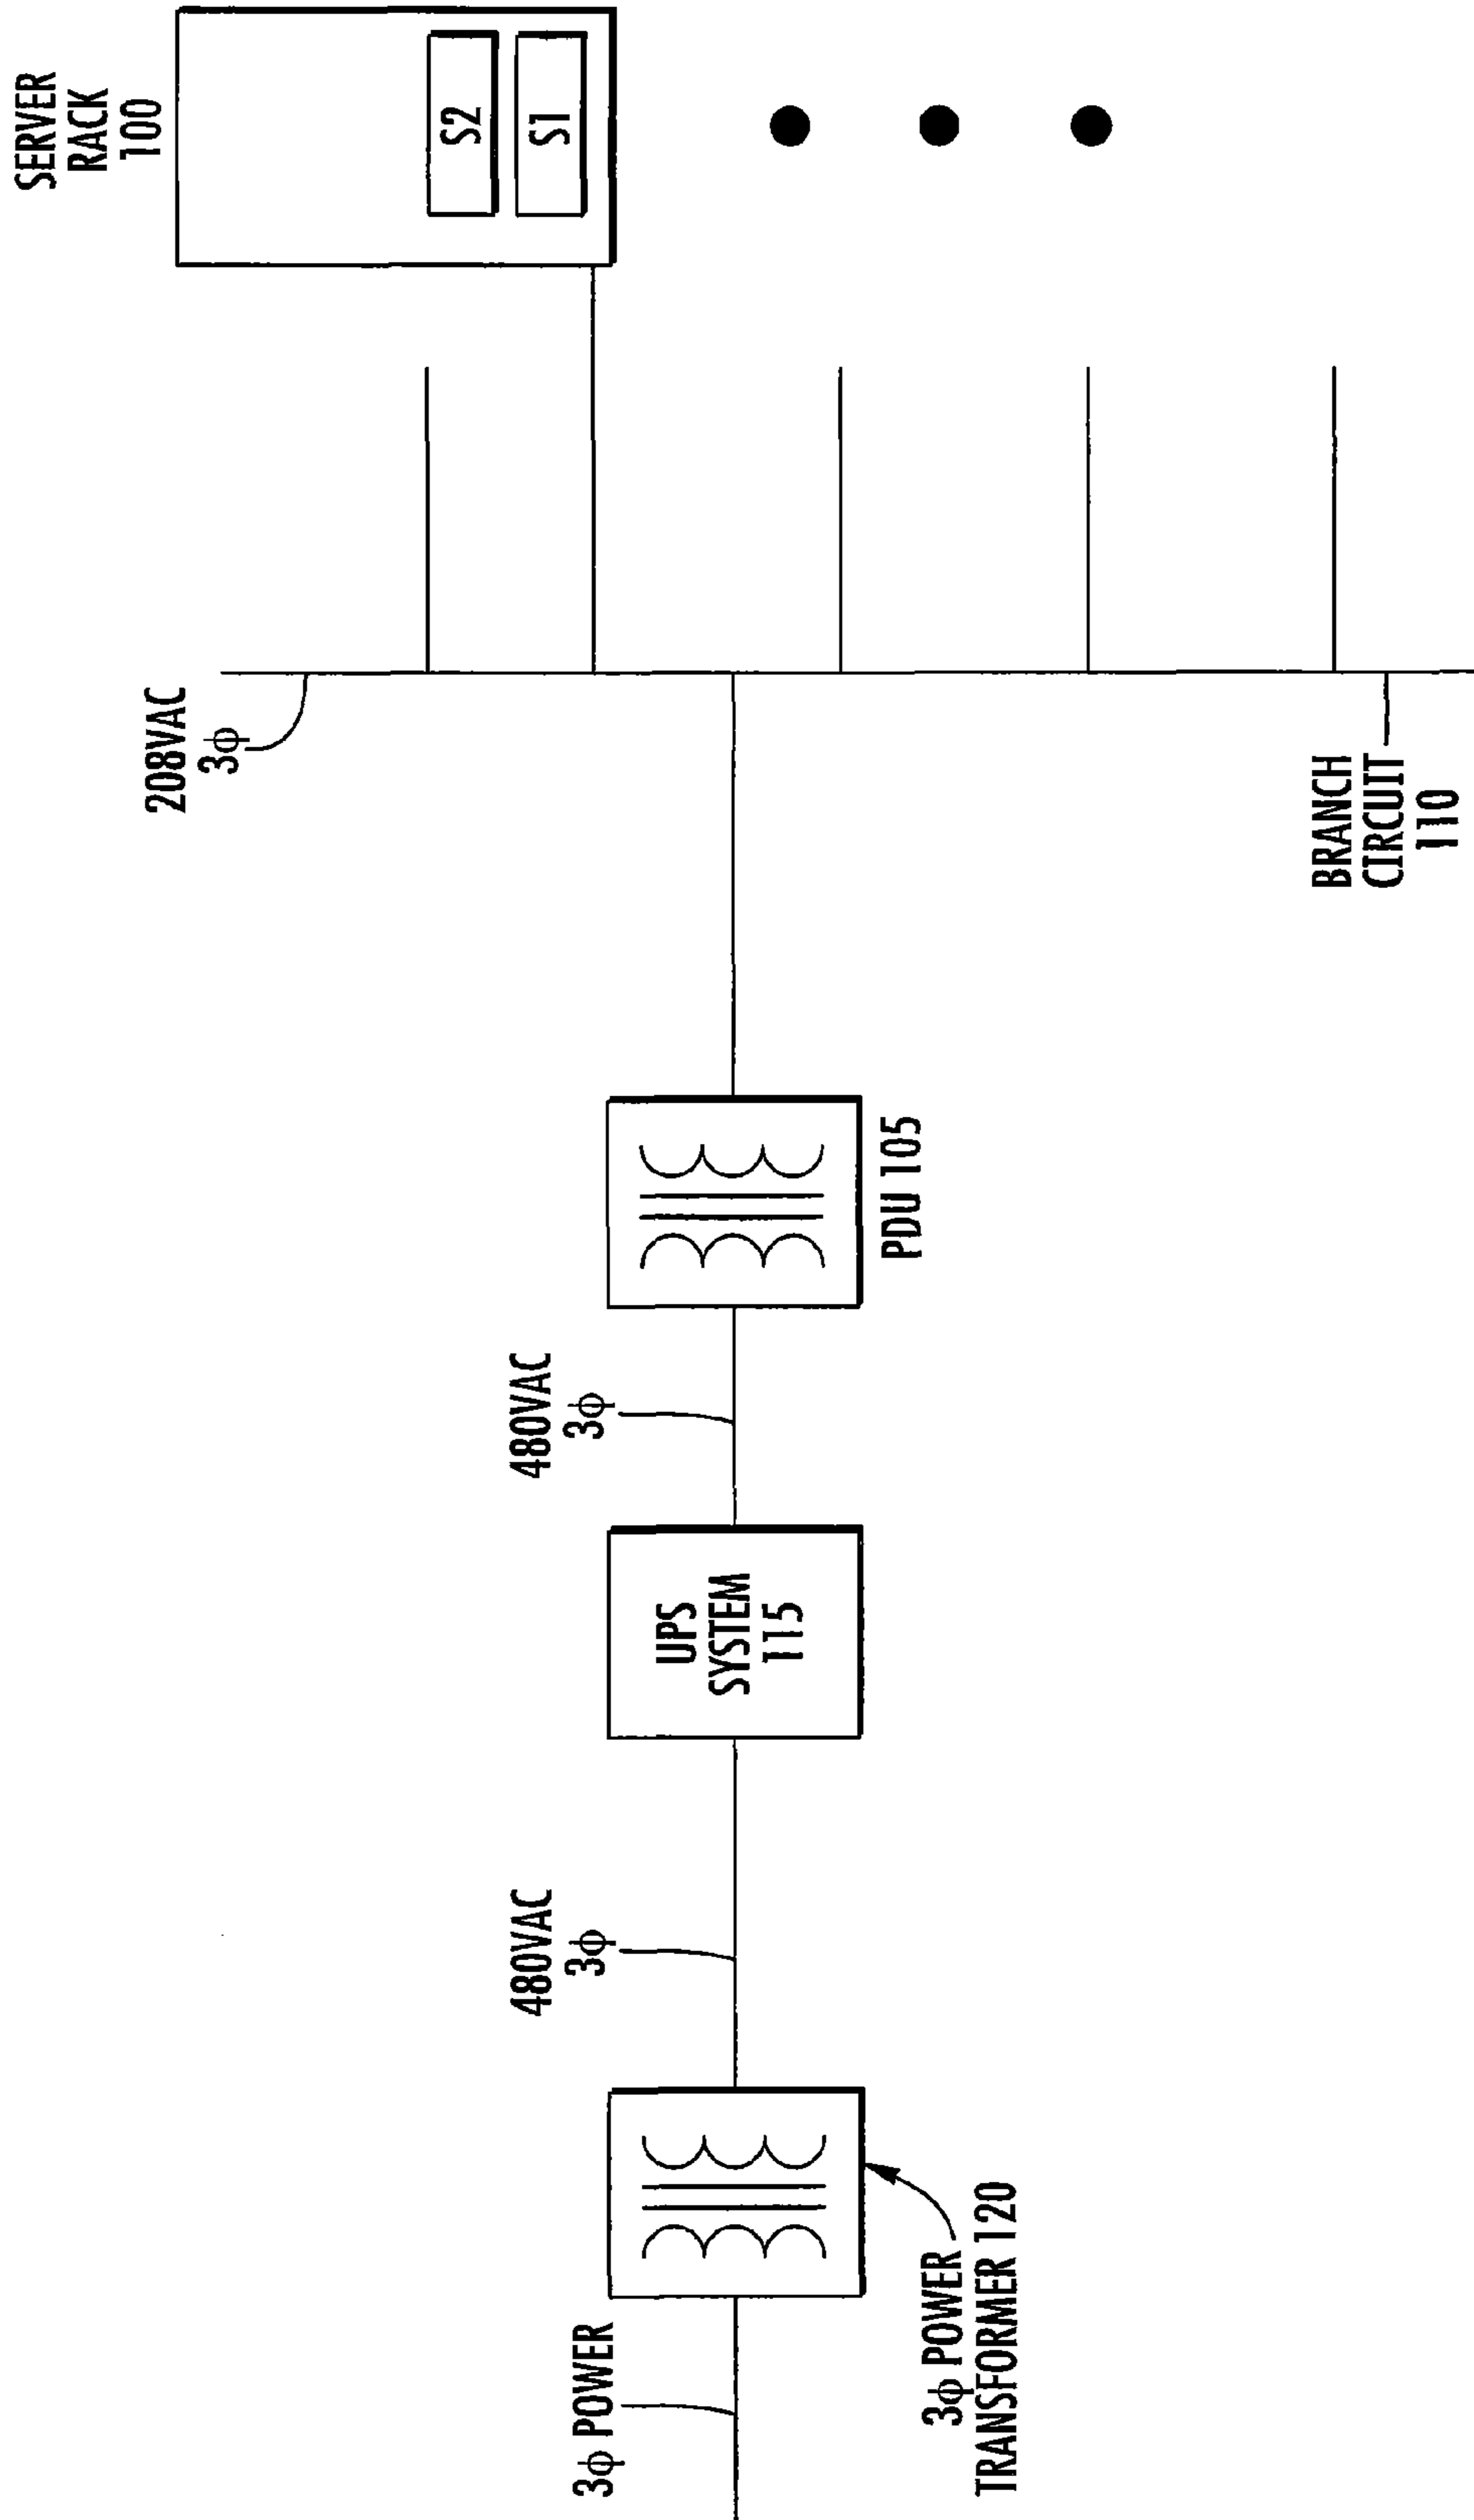 SERVER
RACK
100
S2
S1
208VAC
3ϕ
BRANCH
CIRCUIT
110
PDU 105
480VAC
3ϕ
UPS
SYSTEM
115
480VAC
3ϕ
3ϕ POWER
3ϕ POWER
TRANSFORMER 120